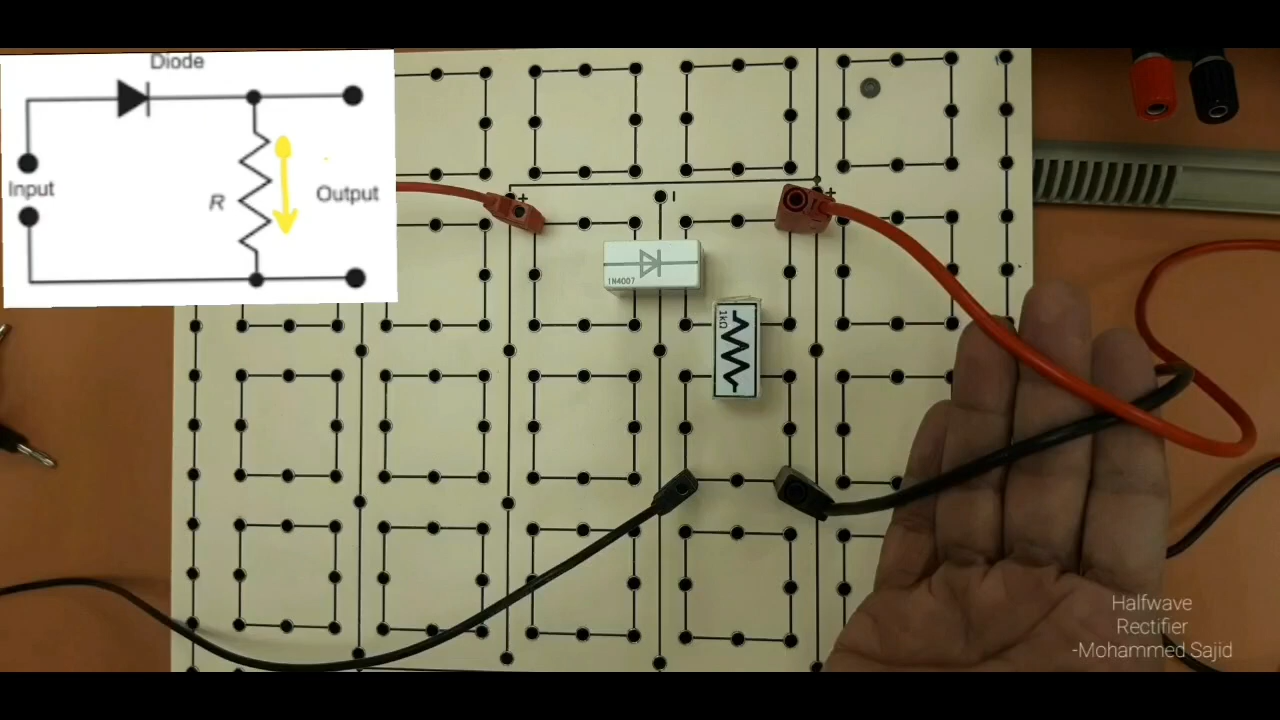 Diode
Input
R
Output
+
+
1N4007
1kΩ
Halfwave
Rectifier
-Mohammed Sajid